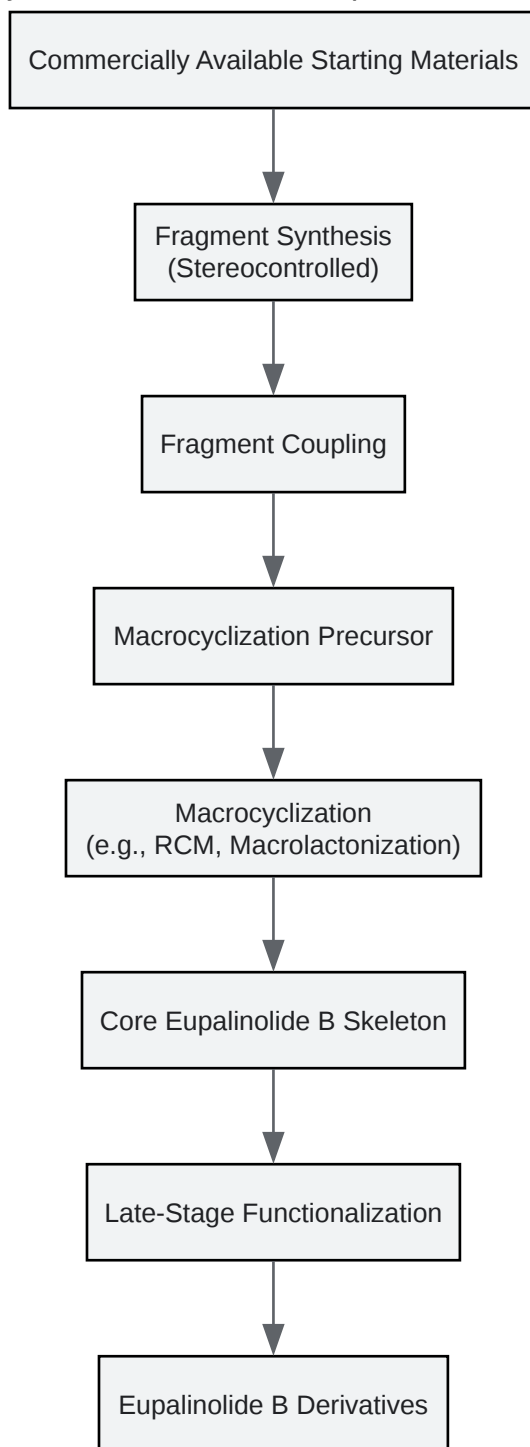 Commercially Available Starting Materials
Fragment Synthesis
(Stereocontrolled)
Fragment Coupling
Macrocyclization Precursor
Macrocyclization
(e.g., RCM, Macrolactonization)
Core Eupalinolide B Skeleton
Late-Stage Functionalization
Eupalinolide B Derivatives